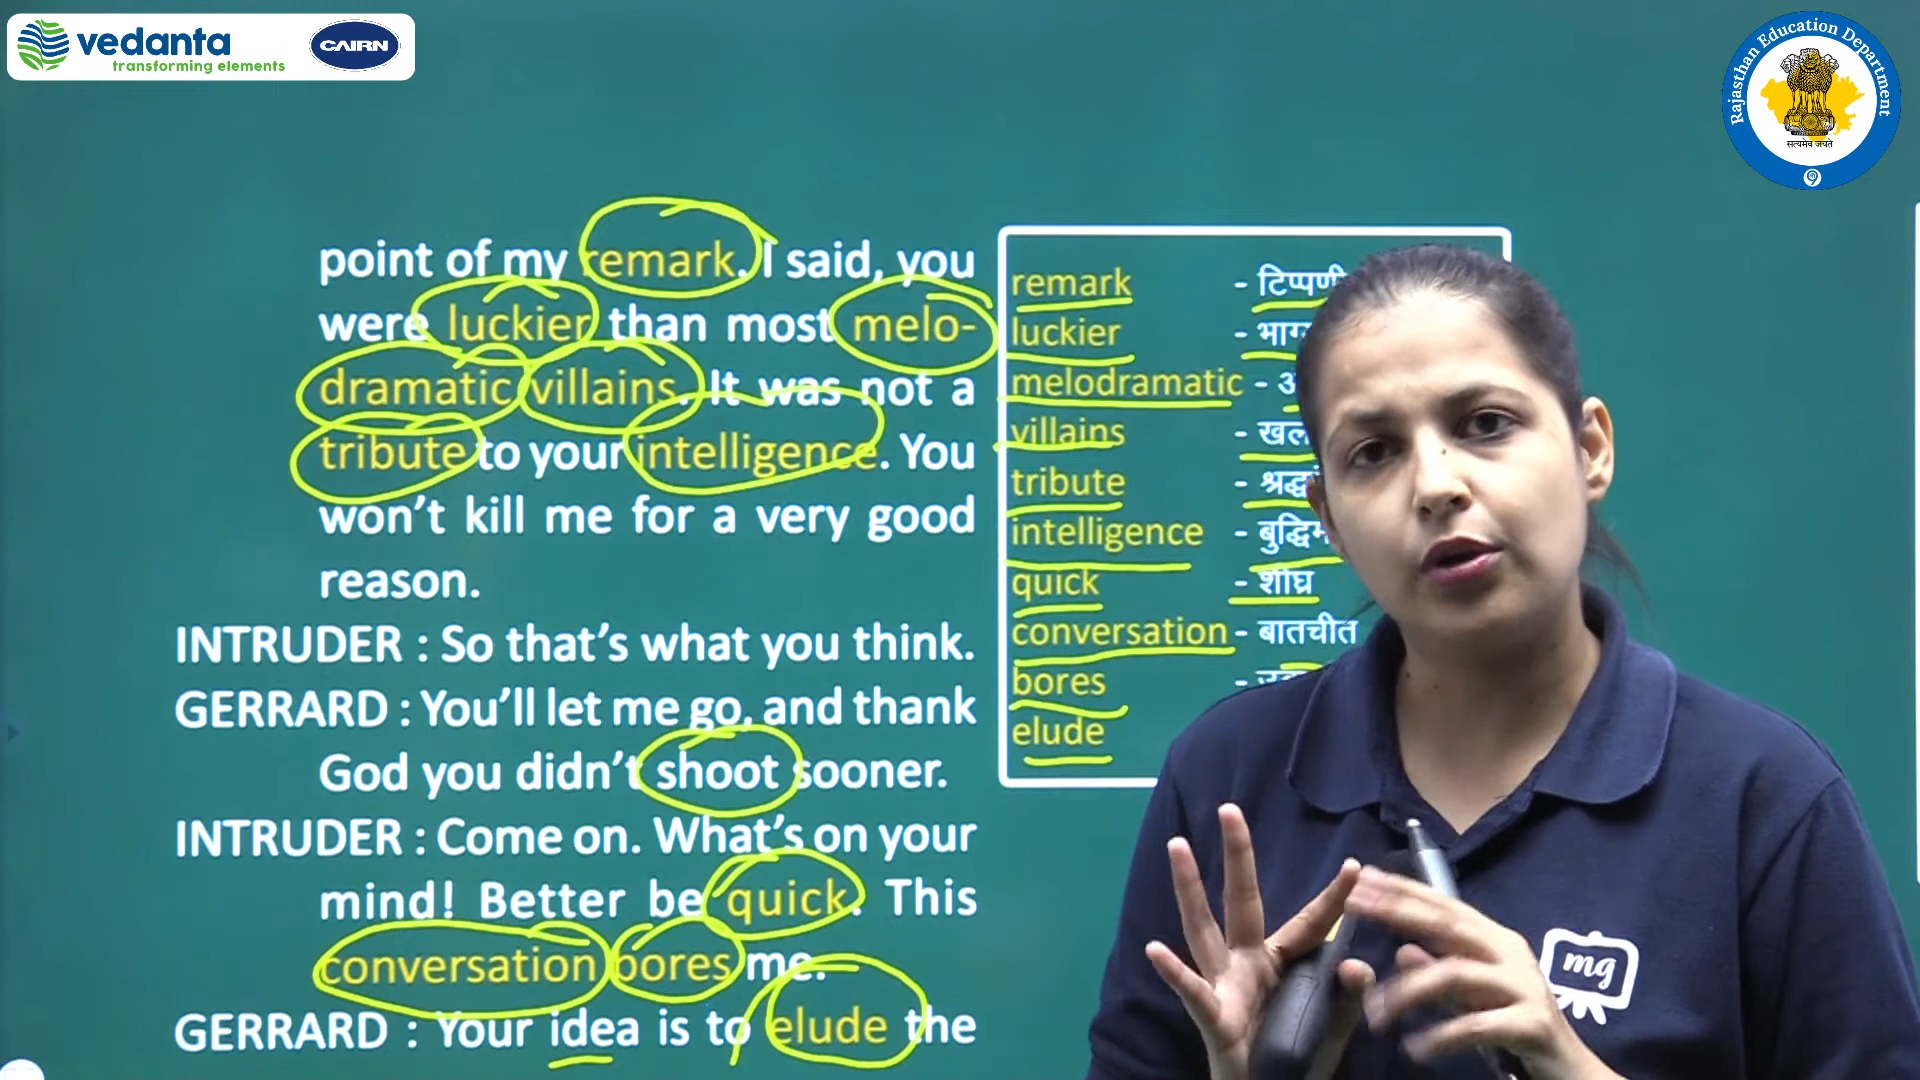 vedanta
transforming elements
CAIRN
Rajasthan Education Department
सत्यमेव जयते
point of my remark. I said, you
were luckier than most melo-
dramatic villains. It was not a
tribute to your intelligence. You
won't kill me for a very good
reason.
INTRUDER : So that's what you think.
GERRARD : You'll let me go, and thank
God you didn't shoot sooner.
INTRUDER : Come on. What's on your
mind! Better be quick. This
conversation bores me.
GERRARD : Your idea is to elude the
remark - टिप्पणी
luckier -
melodramatic -
villains -
tribute -
intelligence -
quick - शीघ्र
conversation - बातचीत
bores -
elude
mg